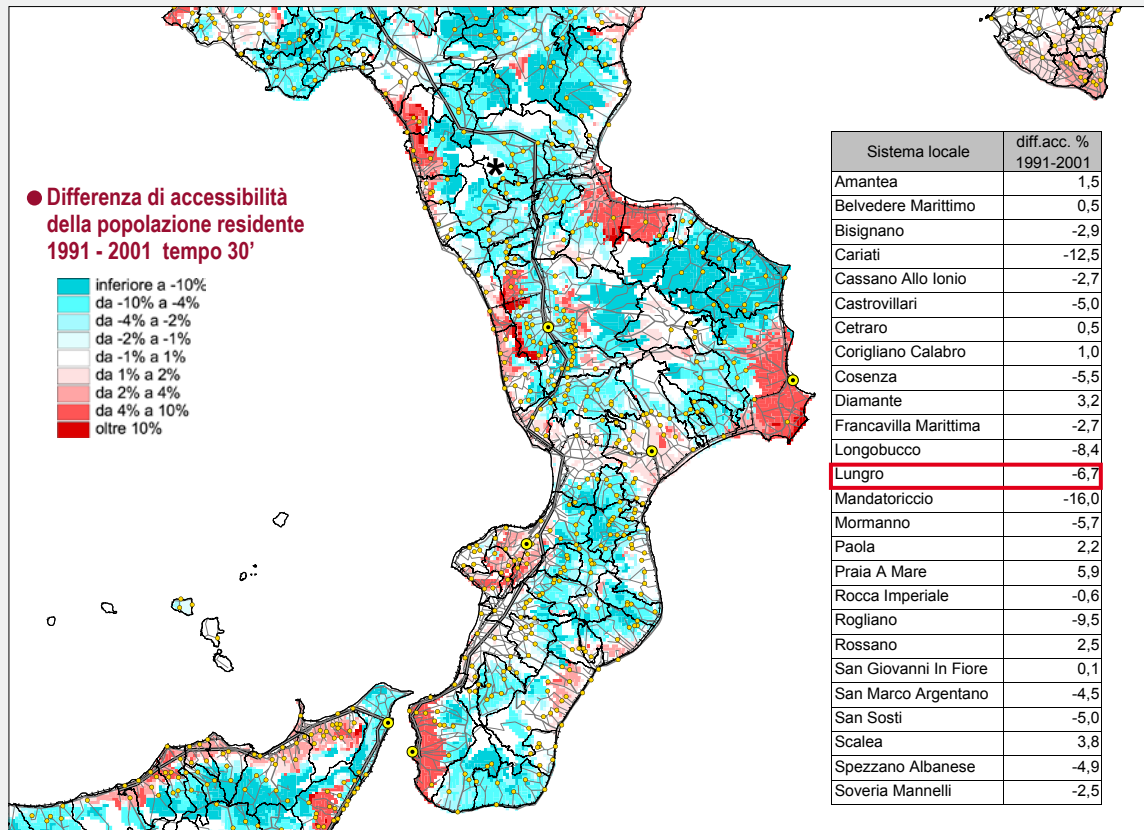 Differenza di accessibilità
della popolazione residente
1991 - 2001 tempo 30'
inferiore a -10%
da -10% a -4%
da -4% a -2%
da -2% a -1%
da -1% a 1%
da 1% a 2%
da 2% a 4%
da 4% a 10%
oltre 10%
*
Sistema locale diff.acc. %
1991-2001
Amantea 1,5
Belvedere Marittimo 0,5
Bisignano -2,9
Cariati -12,5
Cassano Allo Ionio -2,7
Castrovillari -5,0
Cetraro 0,5
Corigliano Calabro 1,0
Cosenza -5,5
Diamante 3,2
Francavilla Marittima -2,7
Longobucco -8,4
Lungro -6,7
Mandatoriccio -16,0
Mormanno -5,7
Paola 2,2
Praia A Mare 5,9
Rocca Imperiale -0,6
Rogliano -9,5
Rossano 2,5
San Giovanni In Fiore 0,1
San Marco Argentano -4,5
San Sosti -5,0
Scalea 3,8
Spezzano Albanese -4,9
Soveria Mannelli -2,5